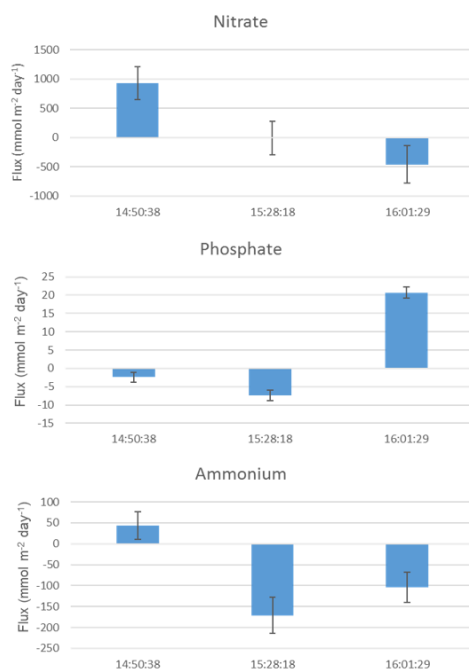 Nitrate
Flux (mmol m⁻² day⁻¹)
1500
1000
500
0
-500
-1000
14:50:38 15:28:18 16:01:29
Phosphate
Flux (mmol m⁻² day⁻¹)
25
20
15
10
5
0
-5
-10
-15
14:50:38 15:28:18 16:01:29
Ammonium
Flux (mmol m⁻² day⁻¹)
100
50
0
-50
-100
-150
-200
-250
14:50:38 15:28:18 16:01:29